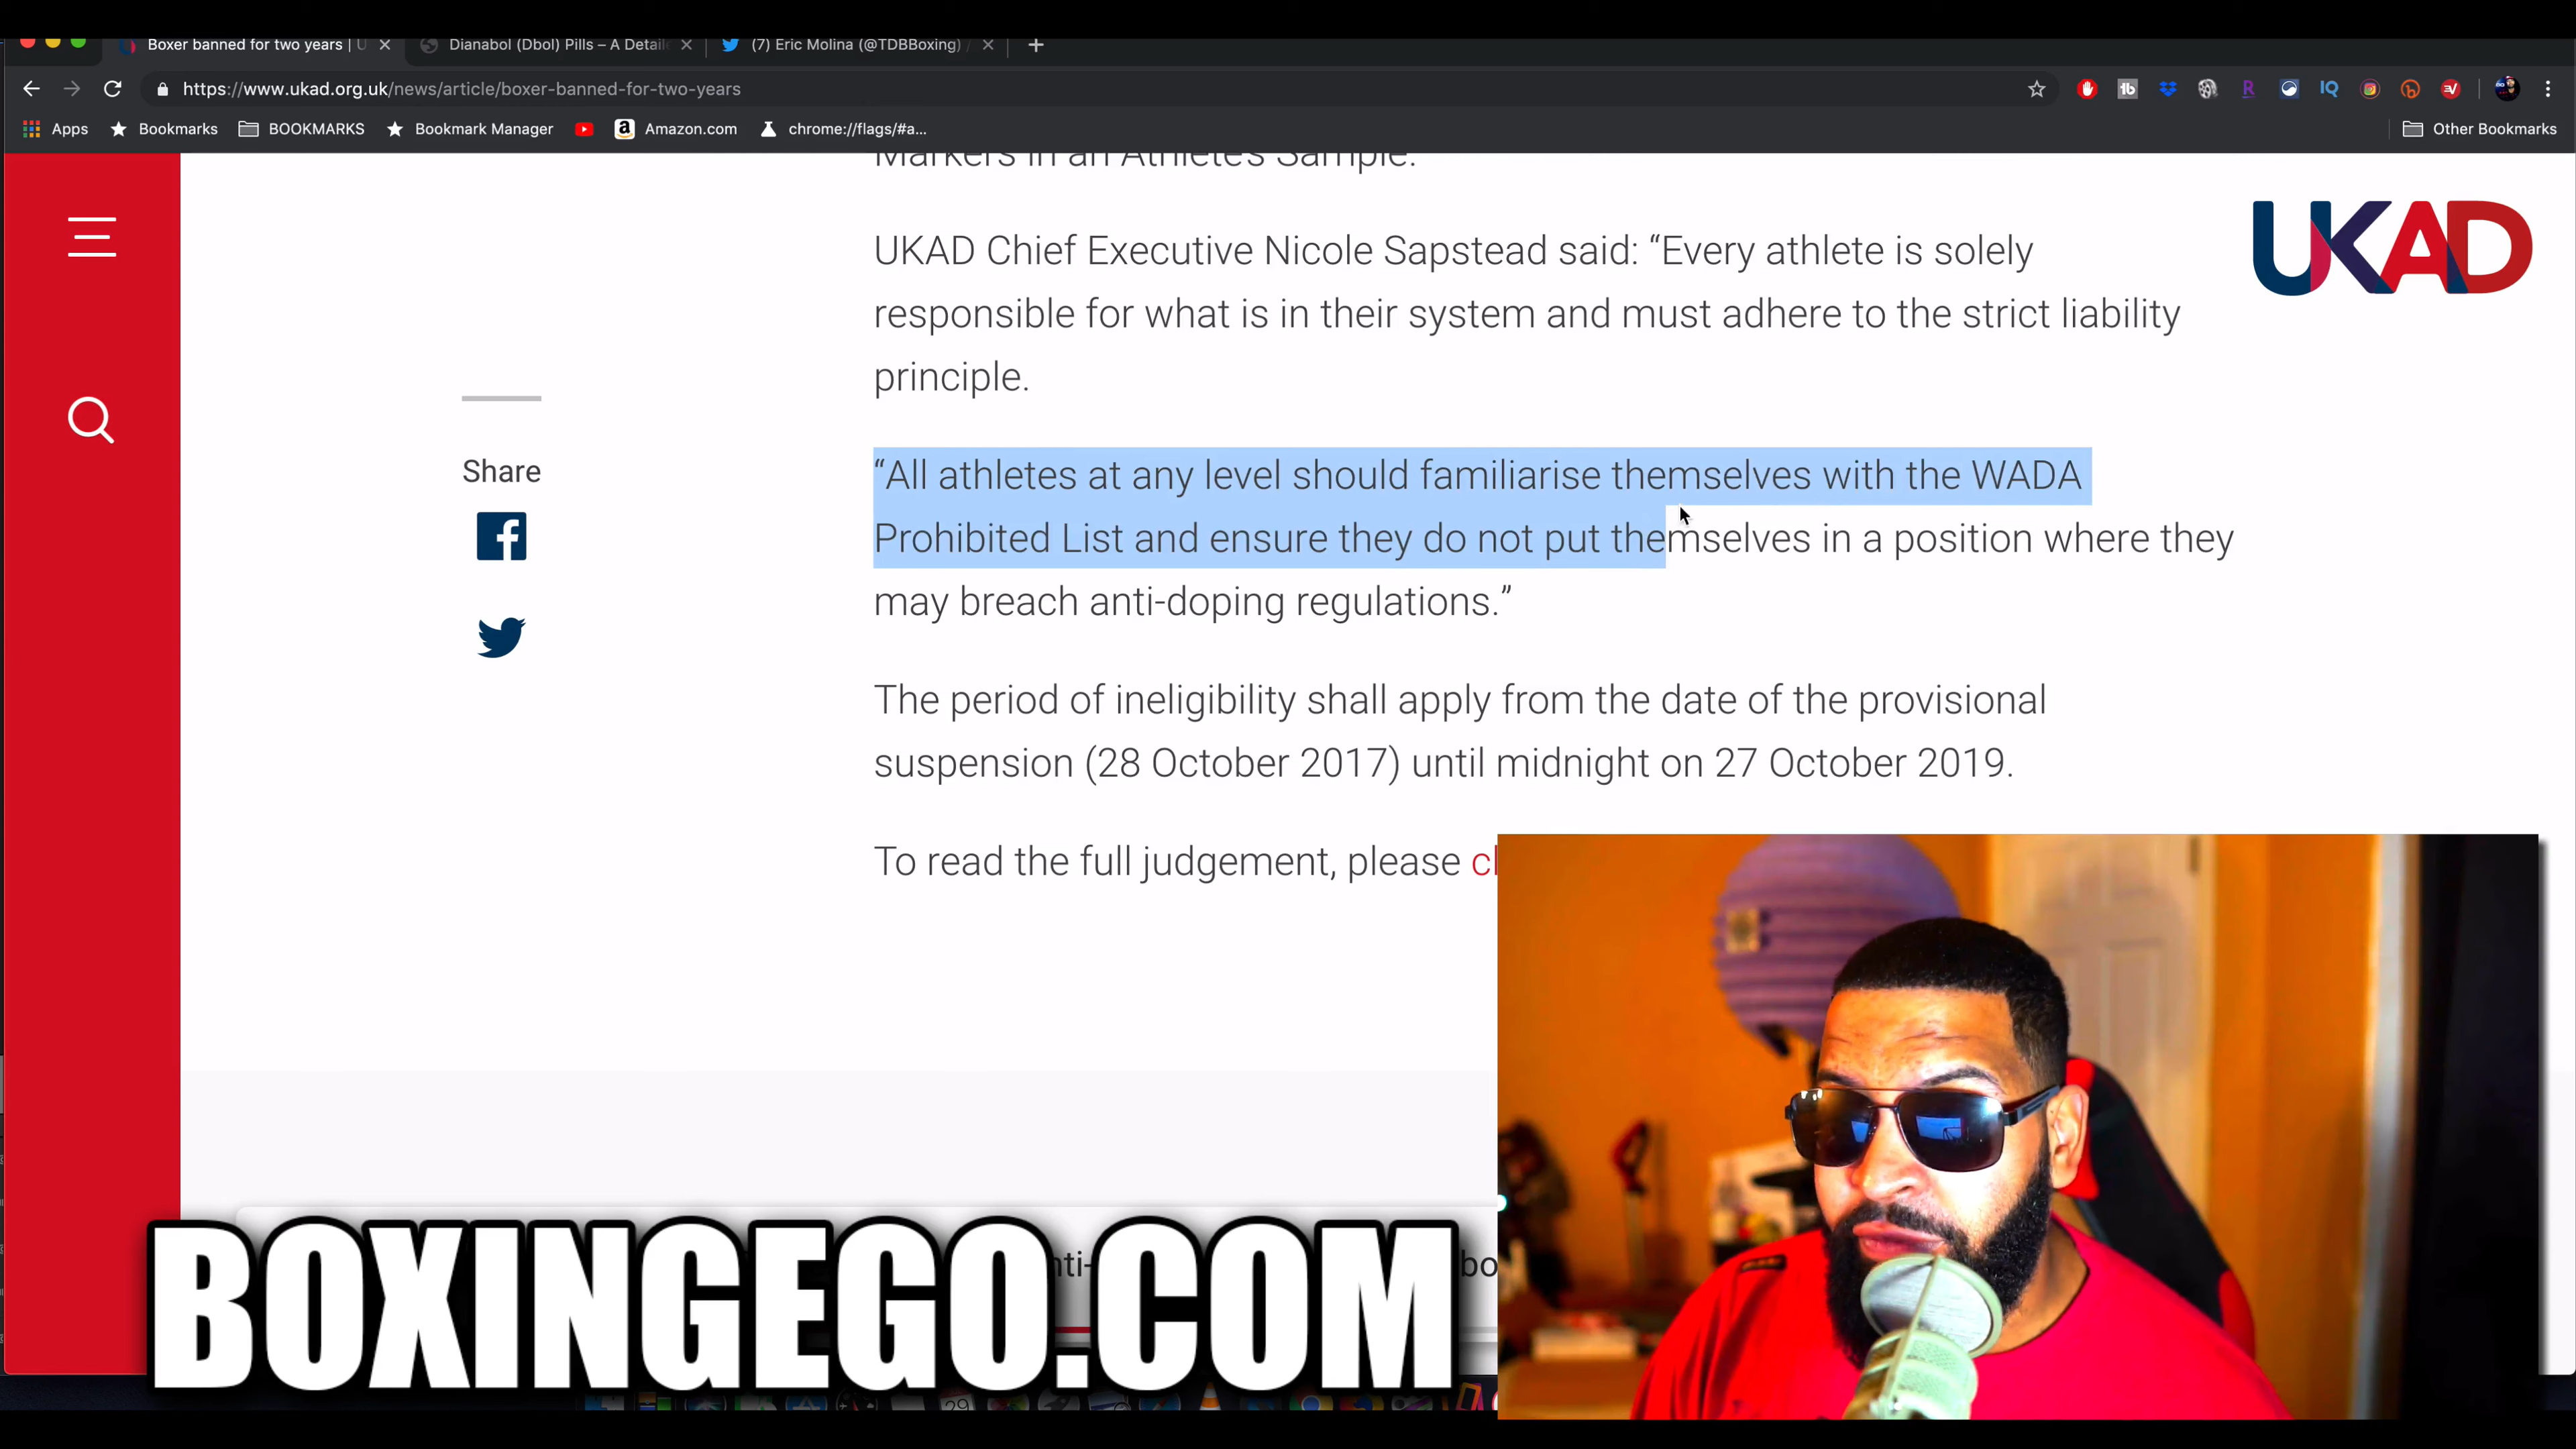 Boxer banned for two years | U
Dianabol (Dbol) Pills – A Detaile
(7) Eric Molina (@TDBBoxing) /
https://www.ukad.org.uk/news/article/boxer-banned-for-two-years
Apps
Bookmarks
BOOKMARKS
Bookmark Manager
Amazon.com
chrome://flags/#a...
Other Bookmarks
Markers in an Athlete's Sample.
UKAD
UKAD Chief Executive Nicole Sapstead said: “Every athlete is solely
responsible for what is in their system and must adhere to the strict liability
principle.
Share
“All athletes at any level should familiarise themselves with the WADA
Prohibited List and ensure they do not put themselves in a position where they
may breach anti-doping regulations.”
The period of ineligibility shall apply from the date of the provisional
suspension (28 October 2017) until midnight on 27 October 2019.
To read the full judgement, please cl
BOXINGEGO.COM
nti-
bo
29